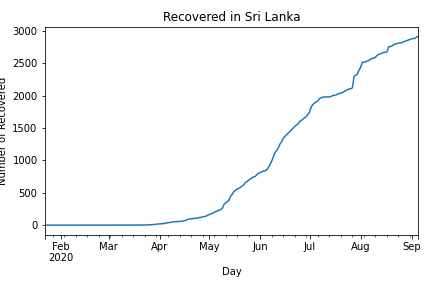 Recovered in Sri Lanka
Number of Recovered
3000
2500
2000
1500
1000
500
0
Feb Mar Apr May Jun Jul Aug Sep
2020
Day